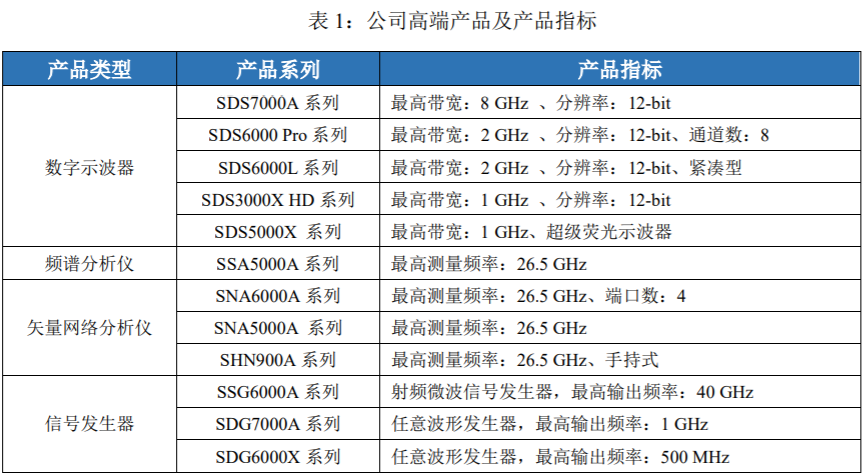 表 1：公司高端产品及产品指标
产品类型 产品系列 产品指标
数字示波器 SDS7000A 系列 最高带宽：8 GHz 、分辨率：12-bit
SDS6000 Pro 系列 最高带宽：2 GHz 、分辨率：12-bit、通道数：8
SDS6000L 系列 最高带宽：2 GHz 、分辨率：12-bit、紧凑型
SDS3000X HD 系列 最高带宽：1 GHz 、分辨率：12-bit
SDS5000X 系列 最高带宽：1 GHz、超级荧光示波器
频谱分析仪 SSA5000A 系列 最高测量频率：26.5 GHz
矢量网络分析仪 SNA6000A 系列 最高测量频率：26.5 GHz、端口数：4
SNA5000A 系列 最高测量频率：26.5 GHz
SHN900A 系列 最高测量频率：26.5 GHz、手持式
信号发生器 SSG6000A 系列 射频微波信号发生器，最高输出频率：40 GHz
SDG7000A 系列 任意波形发生器，最高输出频率：1 GHz
SDG6000X 系列 任意波形发生器，最高输出频率：500 MHz